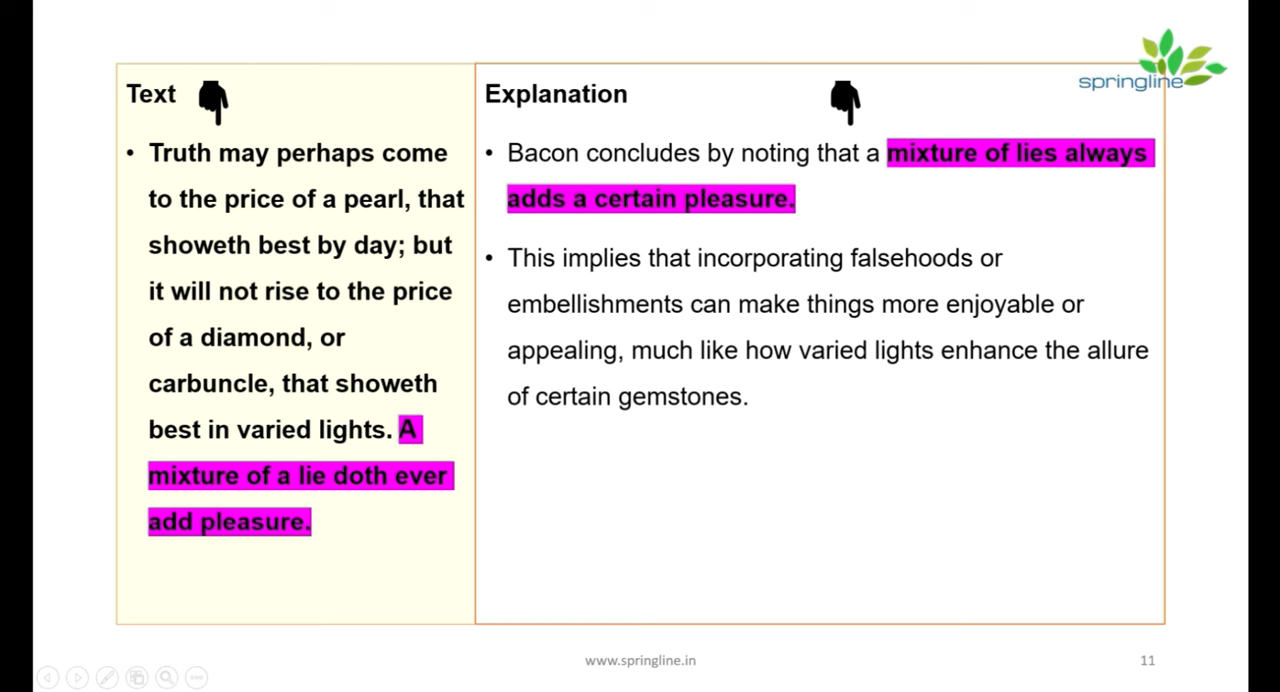 springline
Text
• Truth may perhaps come
to the price of a pearl, that
showeth best by day; but
it will not rise to the price
of a diamond, or
carbuncle, that showeth
best in varied lights. A
mixture of a lie doth ever
add pleasure.
Explanation
• Bacon concludes by noting that a mixture of lies always
adds a certain pleasure.
• This implies that incorporating falsehoods or
embellishments can make things more enjoyable or
appealing, much like how varied lights enhance the allure
of certain gemstones.
www.springline.in
11